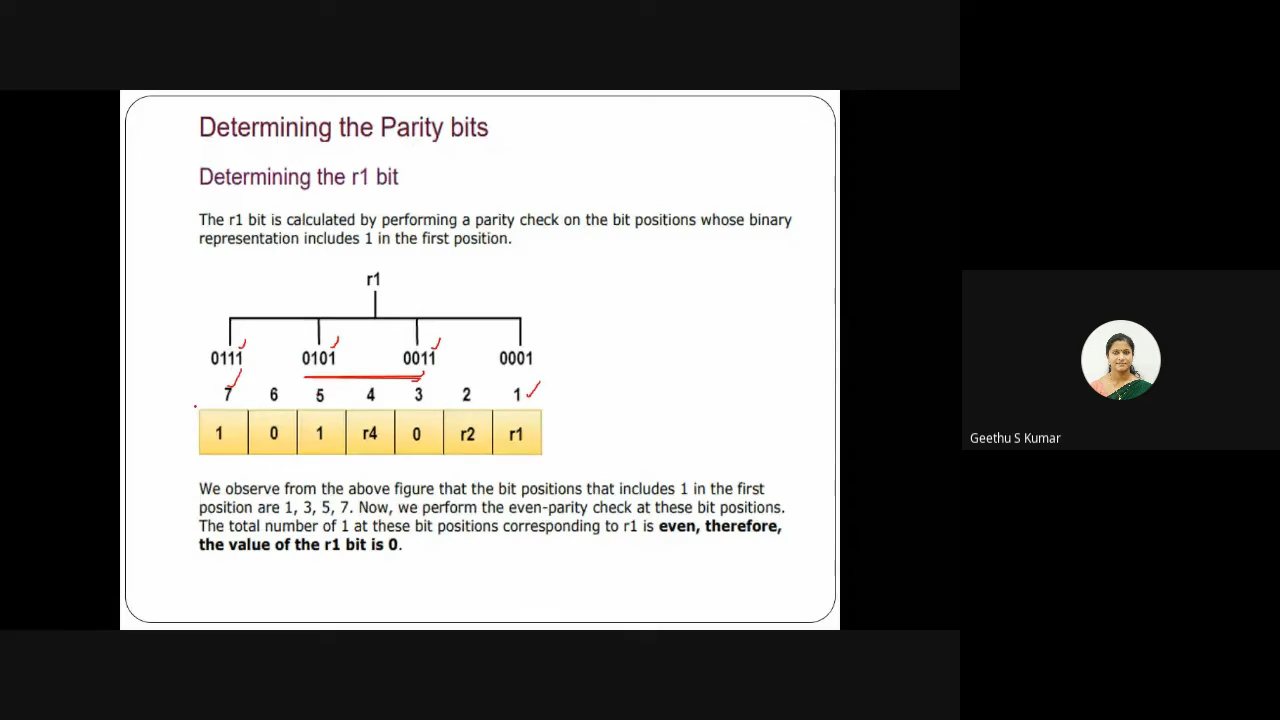 Determining the Parity bits
Determining the r1 bit
The r1 bit is calculated by performing a parity check on the bit positions whose binary
representation includes 1 in the first position.
r1
0111 0101 0011 0001
7 6 5 4 3 2 1
1 0 1 r4 0 r2 r1
We observe from the above figure that the bit positions that includes 1 in the first
position are 1, 3, 5, 7. Now, we perform the even-parity check at these bit positions.
The total number of 1 at these bit positions corresponding to r1 is even, therefore,
the value of the r1 bit is 0.
Geethu S Kumar